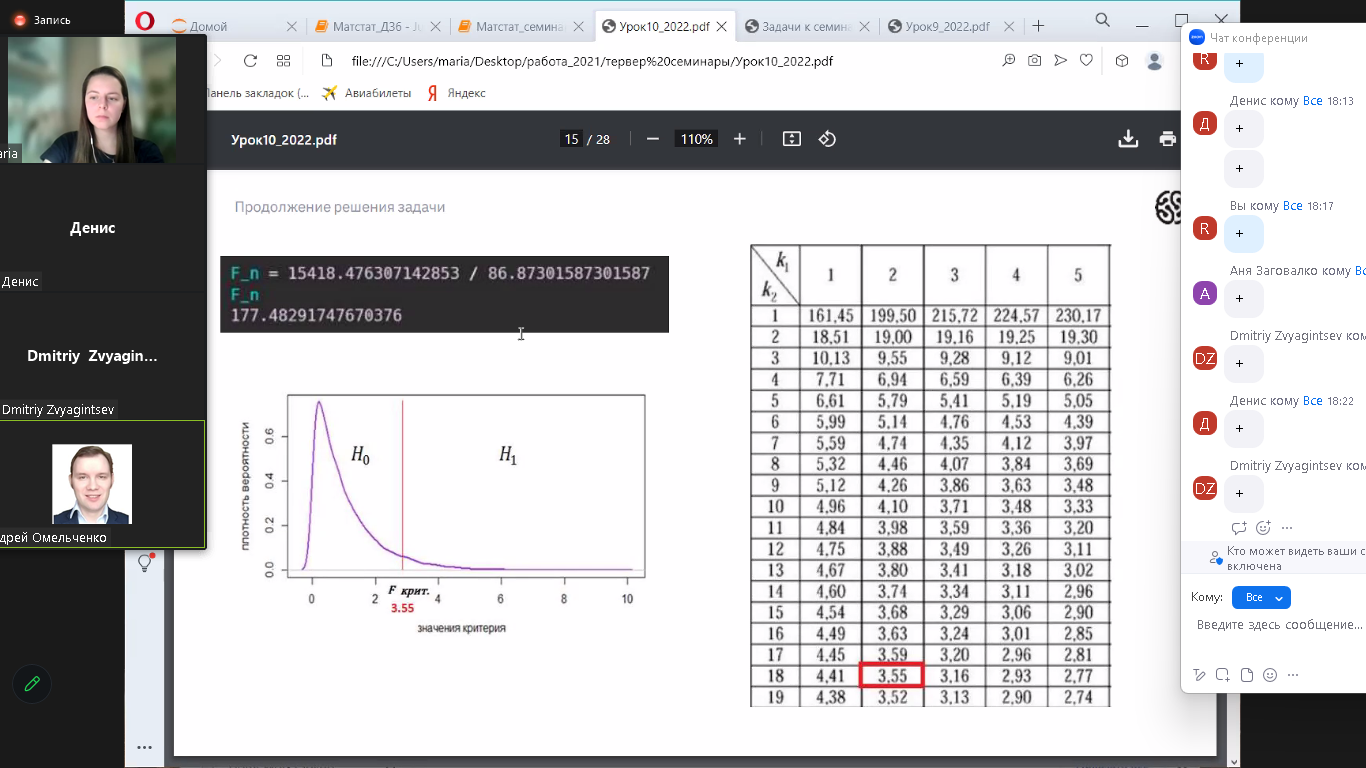 Запись
Домой
Матстат_ДЗ6 - Ju
Матстат_семина
Урок10_2022.pdf
Задачи к семина
Урок9_2022.pdf
file:///C:/Users/maria/Desktop/работа_2021/тервер%20семинары/Урок10_2022.pdf
Панель закладок (...
Авиабилеты
Яндекс
Урок10_2022.pdf
15 / 28
110%
aria
Денис
Денис
Dmitriy Zvyagin...
Dmitriy Zvyagintsev
дрей Омельченко
Продолжение решения задачи
F_n = 15418.476307142853 / 86.87301587301587
F_n
177.48291747670376
плотность вероятности
0.0 0.2 0.4 0.6
H₀
H₁
0 2 4 6 8 10
F крит.
3.55
значения критерия
k₁
k₂
1 2 3 4 5
1 161,45 199,50 215,72 224,57 230,17
2 18,51 19,00 19,16 19,25 19,30
3 10,13 9,55 9,28 9,12 9,01
4 7,71 6,94 6,59 6,39 6,26
5 6,61 5,79 5,41 5,19 5,05
6 5,99 5,14 4,76 4,53 4,39
7 5,59 4,74 4,35 4,12 3,97
8 5,32 4,46 4,07 3,84 3,69
9 5,12 4,26 3,86 3,63 3,48
10 4,96 4,10 3,71 3,48 3,33
11 4,84 3,98 3,59 3,36 3,20
12 4,75 3,88 3,49 3,26 3,11
13 4,67 3,80 3,41 3,18 3,02
14 4,60 3,74 3,34 3,11 2,96
15 4,54 3,68 3,29 3,06 2,90
16 4,49 3,63 3,24 3,01 2,85
17 4,45 3,59 3,20 2,96 2,81
18 4,41 3,55 3,16 2,93 2,77
19 4,38 3,52 3,13 2,90 2,74
zoom
Чат конференции
R
+
Денис кому Все 18:13
Д
+
+
Вы кому Все 18:17
R
+
Аня Заговалко кому Вс
А
+
Dmitriy Zvyagintsev ком
DZ
+
Денис кому Все 18:22
Д
+
Dmitriy Zvyagintsev ком
DZ
+
Кто может видеть ваши с
включена
Кому: Все
Введите здесь сообщение...